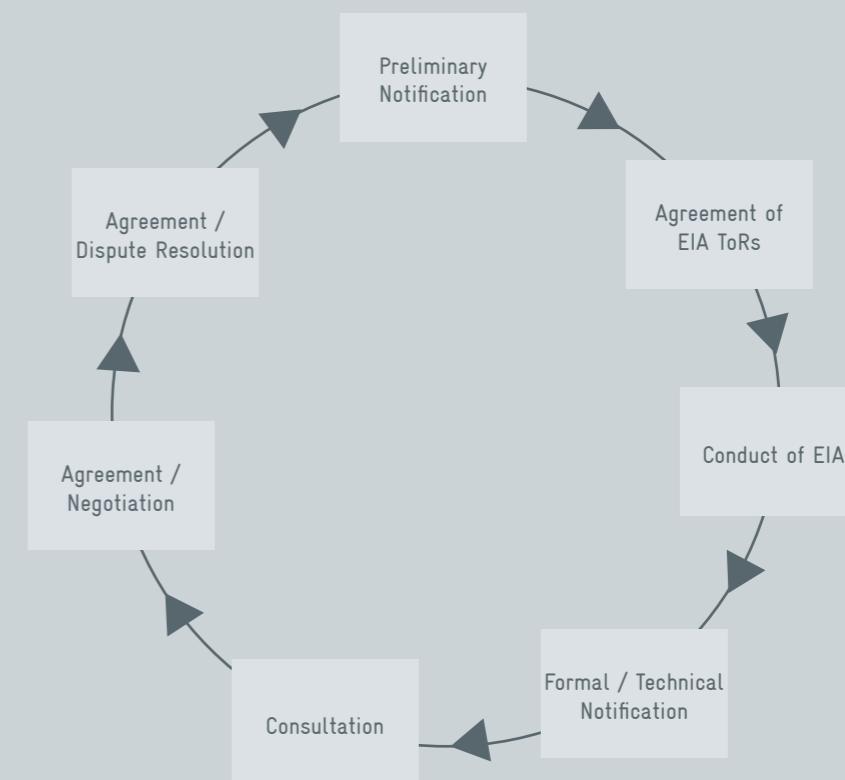 Preliminary
Notification
Agreement of
EIA ToRs
Conduct of EIA
Formal / Technical
Notification
Consultation
Agreement /
Negotiation
Agreement /
Dispute Resolution